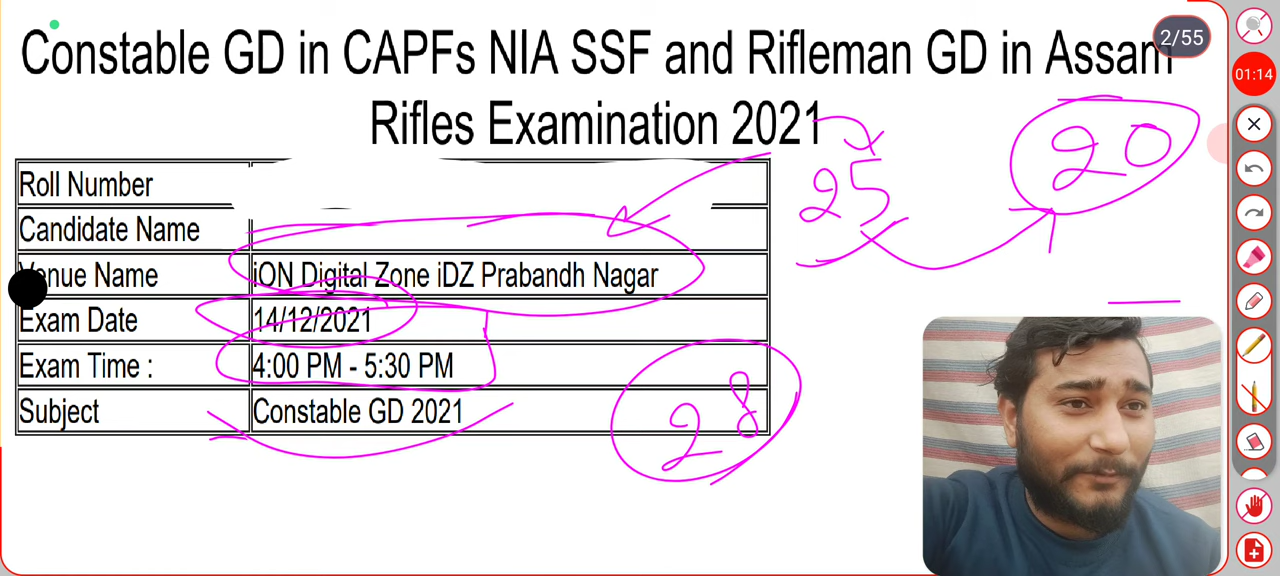 Constable GD in CAPFs NIA SSF and Rifleman GD in Assam
2/55
Rifles Examination 2021
01:14
20
25
Roll Number
Candidate Name
Venue Name iON Digital Zone iDZ Prabandh Nagar
Exam Date 14/12/2021
Exam Time : 4:00 PM - 5:30 PM
Subject Constable GD 2021
28